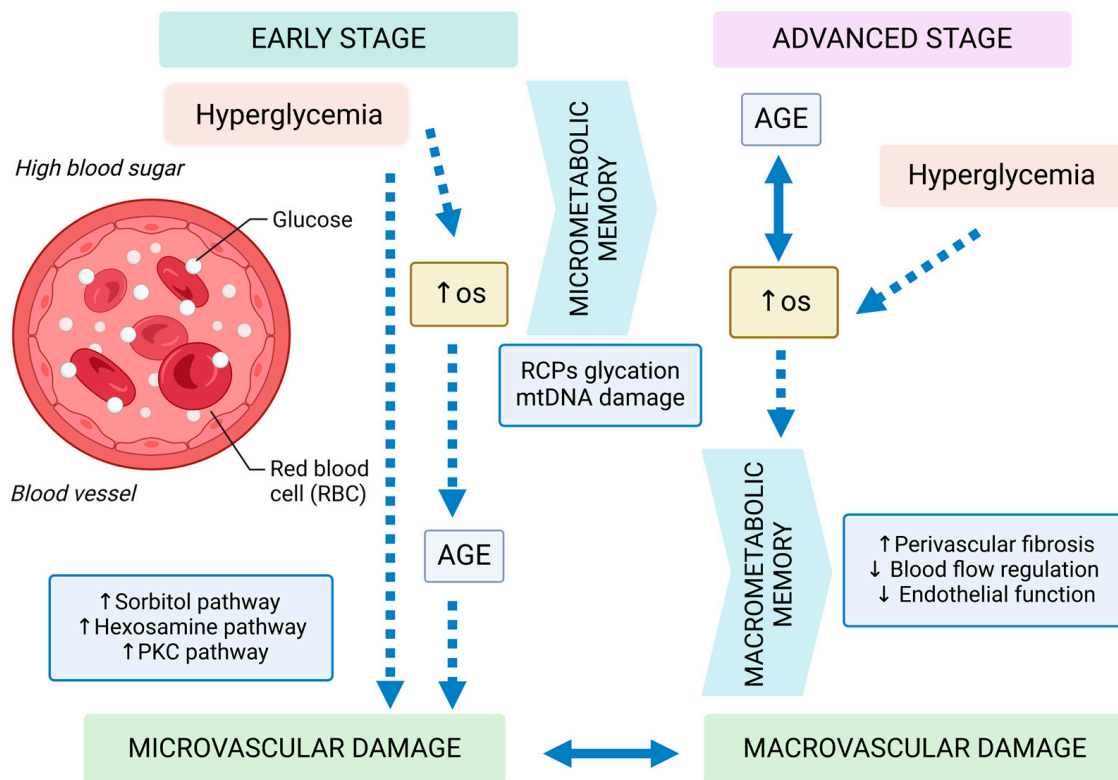 EARLY STAGE
ADVANCED STAGE
Hyperglycemia
High blood sugar
Glucose
↑os
Red blood
cell (RBC)
Blood vessel
AGE
↑Sorbitol pathway
↑Hexosamine pathway
↑PKC pathway
MICROVASCULAR DAMAGE
MICROMETABOLIC
MEMORY
RCPs glycation
mtDNA damage
AGE
Hyperglycemia
↑os
MACROMETABOLIC
MEMORY
↑Perivascular fibrosis
↓ Blood flow regulation
↓ Endothelial function
MACROVASCULAR DAMAGE